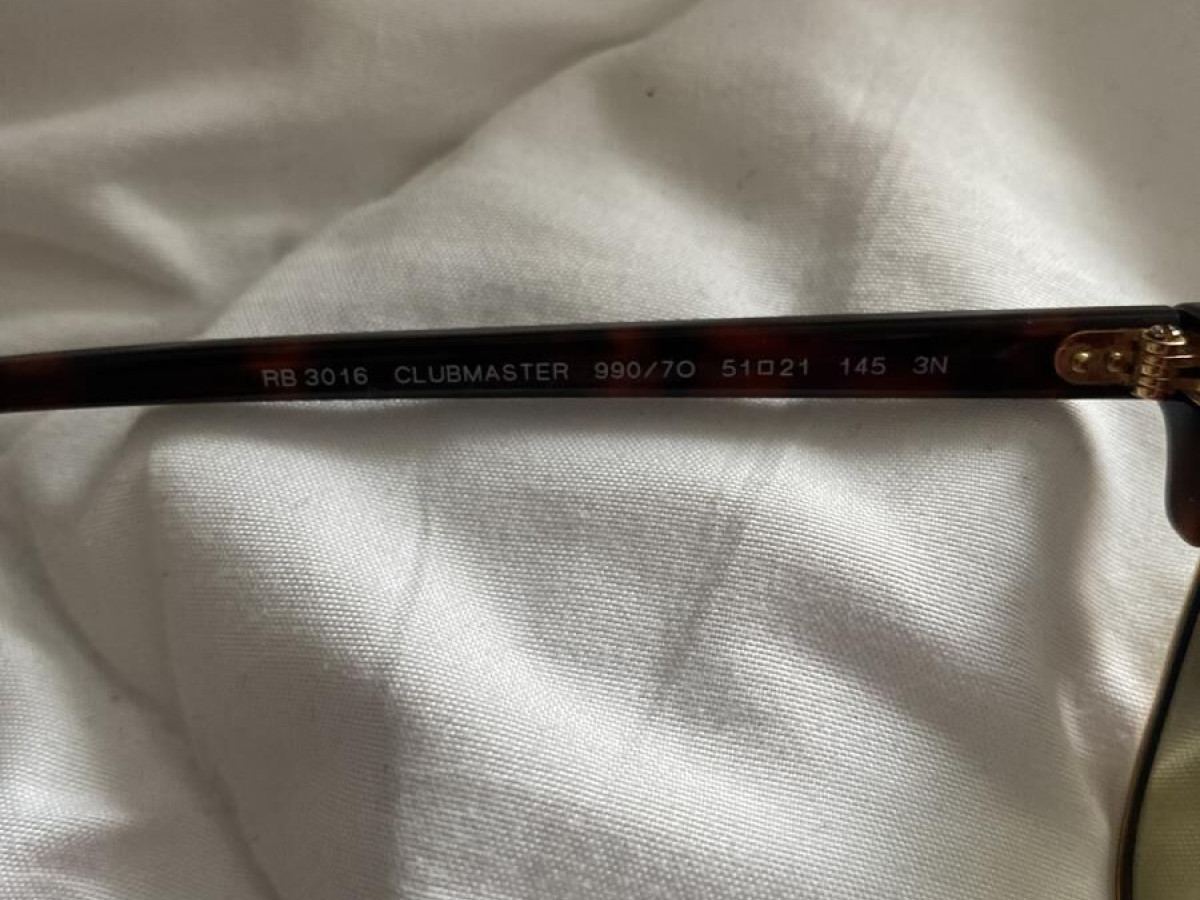 RB 3016 CLUBMASTER 990/7O 51□21 145 3N